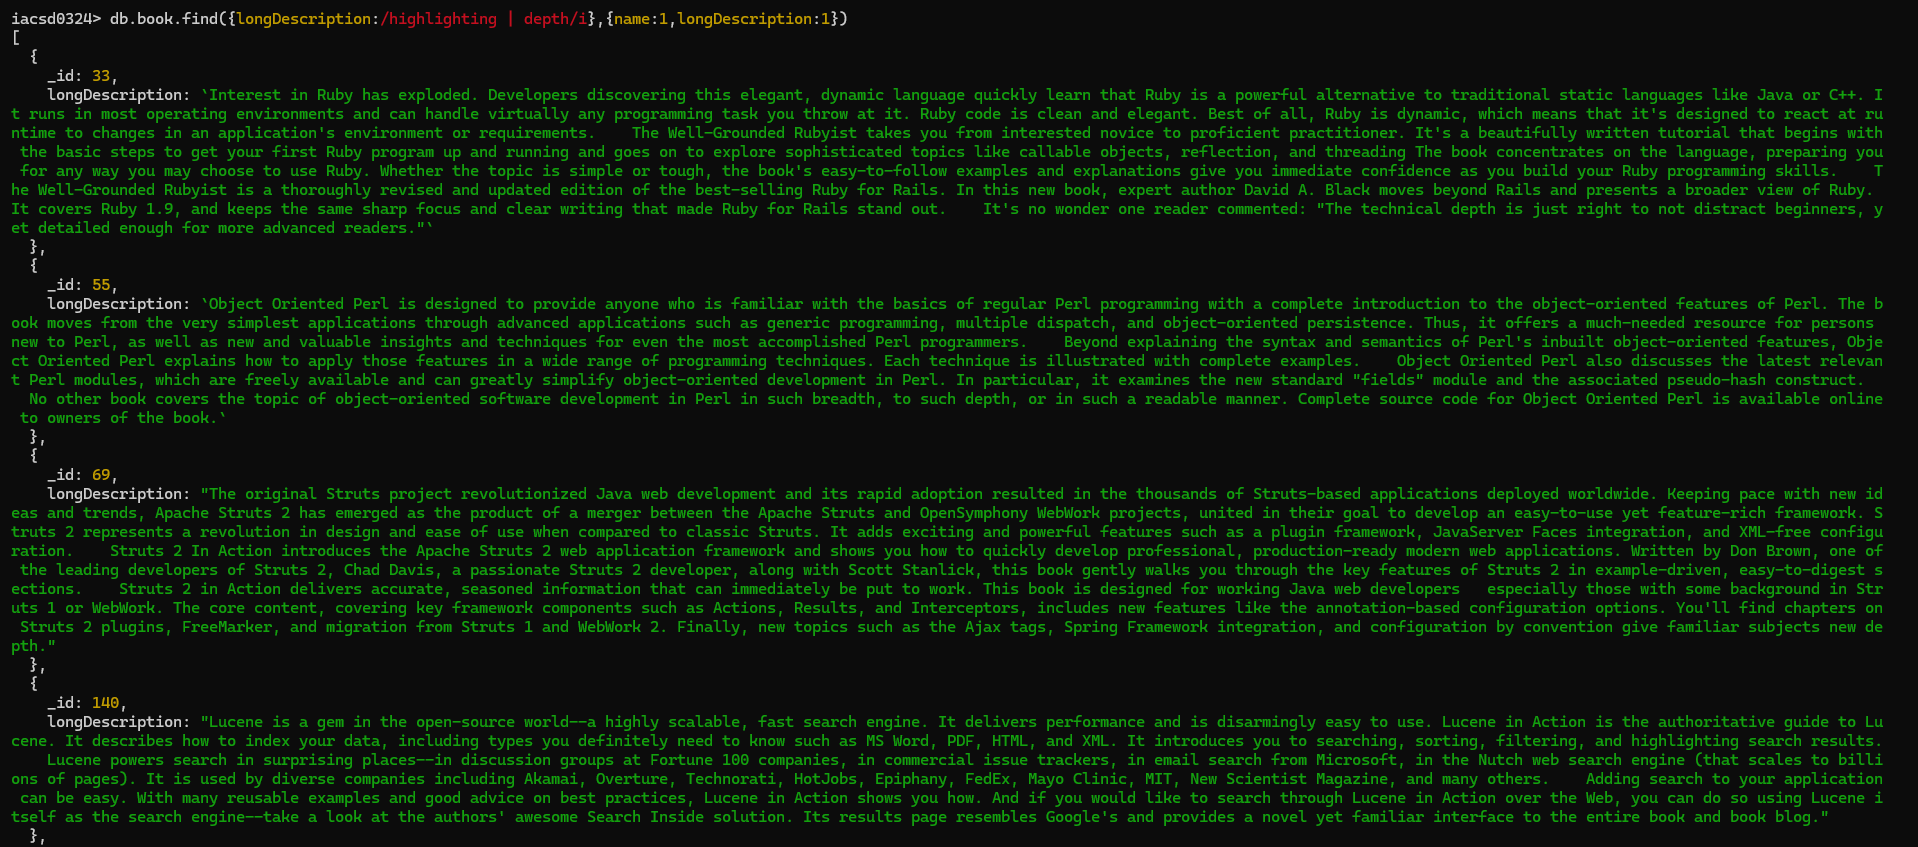 iacsd0324> db.book.find({longDescription:/highlighting | depth/i},{name:1,longDescription:1})
[
  {
    _id: 33,
    longDescription: `Interest in Ruby has exploded. Developers discovering this elegant, dynamic language quickly learn that Ruby is a powerful alternative to traditional static languages like Java or C++. I
t runs in most operating environments and can handle virtually any programming task you throw at it. Ruby code is clean and elegant. Best of all, Ruby is dynamic, which means that it's designed to react at ru
ntime to changes in an application's environment or requirements.    The Well-Grounded Rubyist takes you from interested novice to proficient practitioner. It's a beautifully written tutorial that begins with
 the basic steps to get your first Ruby program up and running and goes on to explore sophisticated topics like callable objects, reflection, and threading The book concentrates on the language, preparing you
 for any way you may choose to use Ruby. Whether the topic is simple or tough, the book's easy-to-follow examples and explanations give you immediate confidence as you build your Ruby programming skills.    T
he Well-Grounded Rubyist is a thoroughly revised and updated edition of the best-selling Ruby for Rails. In this new book, expert author David A. Black moves beyond Rails and presents a broader view of Ruby.
It covers Ruby 1.9, and keeps the same sharp focus and clear writing that made Ruby for Rails stand out.    It's no wonder one reader commented: "The technical depth is just right to not distract beginners, y
et detailed enough for more advanced readers."`
  },
  {
    _id: 55,
    longDescription: `Object Oriented Perl is designed to provide anyone who is familiar with the basics of regular Perl programming with a complete introduction to the object-oriented features of Perl. The b
ook moves from the very simplest applications through advanced applications such as generic programming, multiple dispatch, and object-oriented persistence. Thus, it offers a much-needed resource for persons
new to Perl, as well as new and valuable insights and techniques for even the most accomplished Perl programmers.    Beyond explaining the syntax and semantics of Perl's inbuilt object-oriented features, Obje
ct Oriented Perl explains how to apply those features in a wide range of programming techniques. Each technique is illustrated with complete examples.    Object Oriented Perl also discusses the latest relevan
t Perl modules, which are freely available and can greatly simplify object-oriented development in Perl. In particular, it examines the new standard "fields" module and the associated pseudo-hash construct.
  No other book covers the topic of object-oriented software development in Perl in such breadth, to such depth, or in such a readable manner. Complete source code for Object Oriented Perl is available online
 to owners of the book.`
  },
  {
    _id: 69,
    longDescription: "The original Struts project revolutionized Java web development and its rapid adoption resulted in the thousands of Struts-based applications deployed worldwide. Keeping pace with new id
eas and trends, Apache Struts 2 has emerged as the product of a merger between the Apache Struts and OpenSymphony WebWork projects, united in their goal to develop an easy-to-use yet feature-rich framework. S
truts 2 represents a revolution in design and ease of use when compared to classic Struts. It adds exciting and powerful features such as a plugin framework, JavaServer Faces integration, and XML-free configu
ration.    Struts 2 In Action introduces the Apache Struts 2 web application framework and shows you how to quickly develop professional, production-ready modern web applications. Written by Don Brown, one of
 the leading developers of Struts 2, Chad Davis, a passionate Struts 2 developer, along with Scott Stanlick, this book gently walks you through the key features of Struts 2 in example-driven, easy-to-digest s
ections.    Struts 2 in Action delivers accurate, seasoned information that can immediately be put to work. This book is designed for working Java web developers   especially those with some background in Str
uts 1 or WebWork. The core content, covering key framework components such as Actions, Results, and Interceptors, includes new features like the annotation-based configuration options. You'll find chapters on
 Struts 2 plugins, FreeMarker, and migration from Struts 1 and WebWork 2. Finally, new topics such as the Ajax tags, Spring Framework integration, and configuration by convention give familiar subjects new de
pth."
  },
  {
    _id: 140,
    longDescription: "Lucene is a gem in the open-source world--a highly scalable, fast search engine. It delivers performance and is disarmingly easy to use. Lucene in Action is the authoritative guide to Lu
cene. It describes how to index your data, including types you definitely need to know such as MS Word, PDF, HTML, and XML. It introduces you to searching, sorting, filtering, and highlighting search results.
    Lucene powers search in surprising places--in discussion groups at Fortune 100 companies, in commercial issue trackers, in email search from Microsoft, in the Nutch web search engine (that scales to billi
ons of pages). It is used by diverse companies including Akamai, Overture, Technorati, HotJobs, Epiphany, FedEx, Mayo Clinic, MIT, New Scientist Magazine, and many others.    Adding search to your application
 can be easy. With many reusable examples and good advice on best practices, Lucene in Action shows you how. And if you would like to search through Lucene in Action over the Web, you can do so using Lucene i
tself as the search engine--take a look at the authors' awesome Search Inside solution. Its results page resembles Google's and provides a novel yet familiar interface to the entire book and book blog."
  },